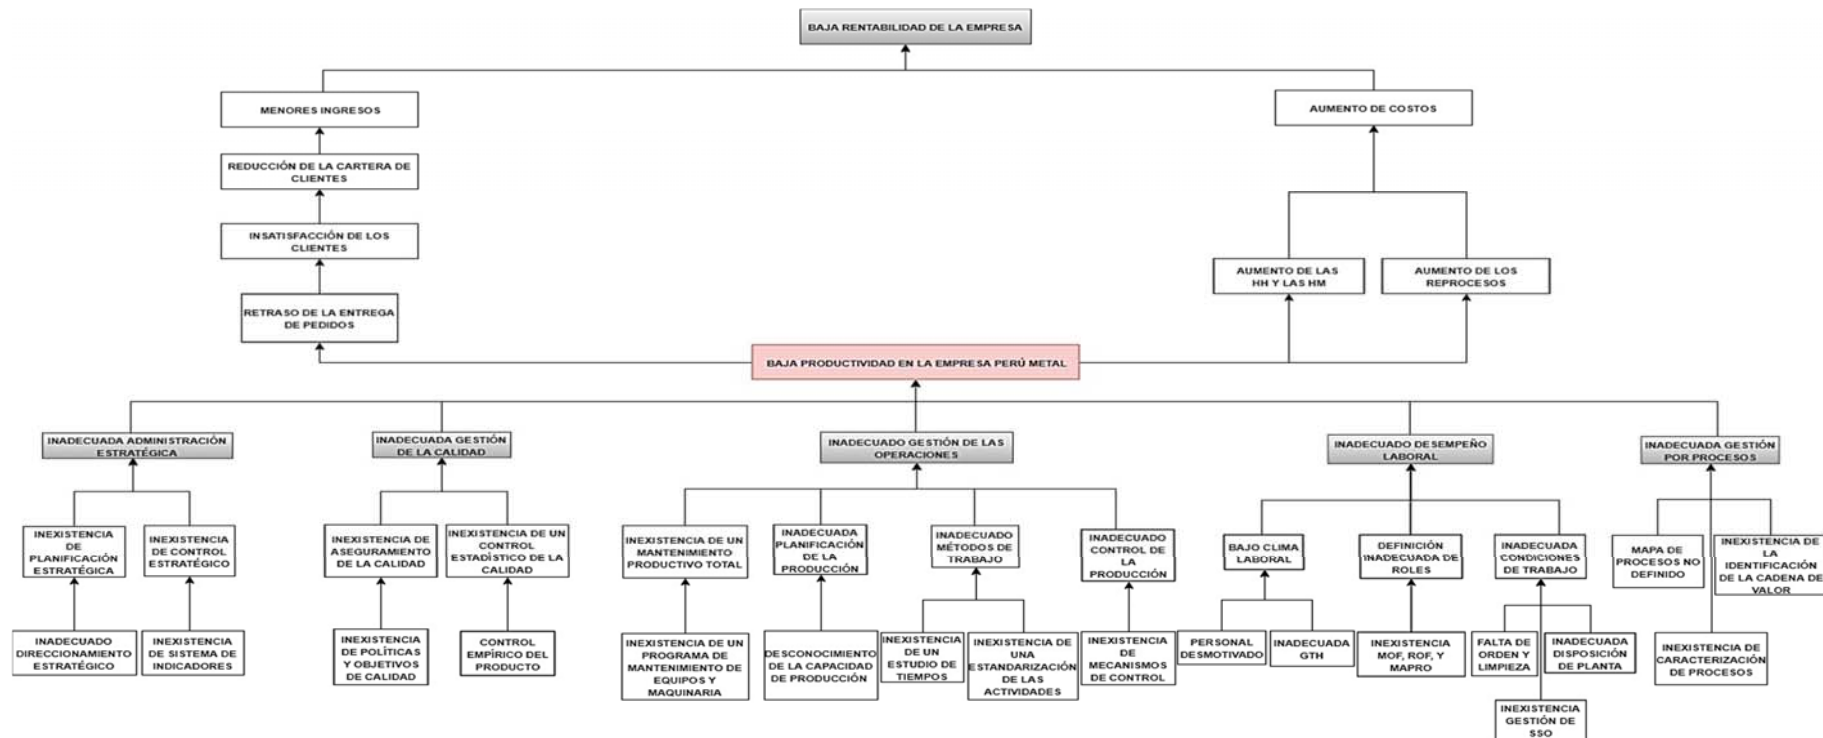 BAJA RENTABILIDAD DE LA EMPRESA
MENORES INGRESOS
AUMENTO DE COSTOS
REDUCCIÓN DE LA CARTERA DE
CLIENTES
INSATISFACCIÓN DE LOS
CLIENTES
AUMENTO DE LAS
HH Y LAS HM
AUMENTO DE LOS
REPROCESOS
RETRASO DE LA ENTREGA
DE PEDIDOS
BAJA PRODUCTIVIDAD EN LA EMPRESA PERÚ METAL
INADECUADA ADMINISTRACIÓN
ESTRATÉGICA
INADECUADA GESTIÓN
DE LA CALIDAD
INADECUADO GESTIÓN DE LAS
OPERACIONES
INADECUADO DESEMPEÑO
LABORAL
INADECUADA GESTIÓN
POR PROCESOS
INEXISTENCIA
DE
PLANIFICACIÓN
ESTRATÉGICA
INEXISTENCIA
DE CONTROL
ESTRATÉGICO
INEXISTENCIA DE
ASEGURAMIENTO
DE LA CALIDAD
INEXISTENCIA DE UN
CONTROL
ESTADÍSTICO DE LA
CALIDAD
INEXISTENCIA DE UN
MANTENIMIENTO
PRODUCTIVO TOTAL
INADECUADA
PLANIFICACIÓN
DE LA
PRODUCCIÓN
INADECUADO
MÉTODOS DE
TRABAJO
INADECUADO
CONTROL DE
LA
PRODUCCIÓN
BAJO CLIMA
LABORAL
DEFINICIÓN
INADECUADA DE
ROLES
INADECUADA
CONDICIONES
DE TRABAJO
MAPA DE
PROCESOS NO
DEFINIDO
INEXISTENCIA DE
LA
IDENTIFICACIÓN
DE LA CADENA DE
VALOR
INADECUADO
DIRECCIONAMIENTO
ESTRATÉGICO
INEXISTENCIA
DE SISTEMA DE
INDICADORES
INEXISTENCIA
DE POLÍTICAS
Y OBJETIVOS
DE CALIDAD
CONTROL
EMPÍRICO DEL
PRODUCTO
INEXISTENCIA DE UN
PROGRAMA DE
MANTENIMIENTO DE
EQUIPOS Y
MAQUINARIA
DESCONOCIMIENTO
DE LA CAPACIDAD
DE PRODUCCIÓN
INEXISTENCIA
DE UN
ESTUDIO DE
TIEMPOS
INEXISTENCIA DE
UNA
ESTANDARIZACIÓN
DE LAS
ACTIVIDADES
INEXISTENCIA
DE
MECANISMOS
DE CONTROL
PERSONAL
DESMOTIVADO
INADECUADA
GTH
INEXISTENCIA
MOF, ROF, Y
MAPRO
FALTA DE
ORDEN Y
LIMPIEZA
INADECUADA
DISPOSICIÓN
DE PLANTA
INEXISTENCIA DE
CARACTERIZACIÓN
DE PROCESOS
INEXISTENCIA
GESTIÓN DE
SSO